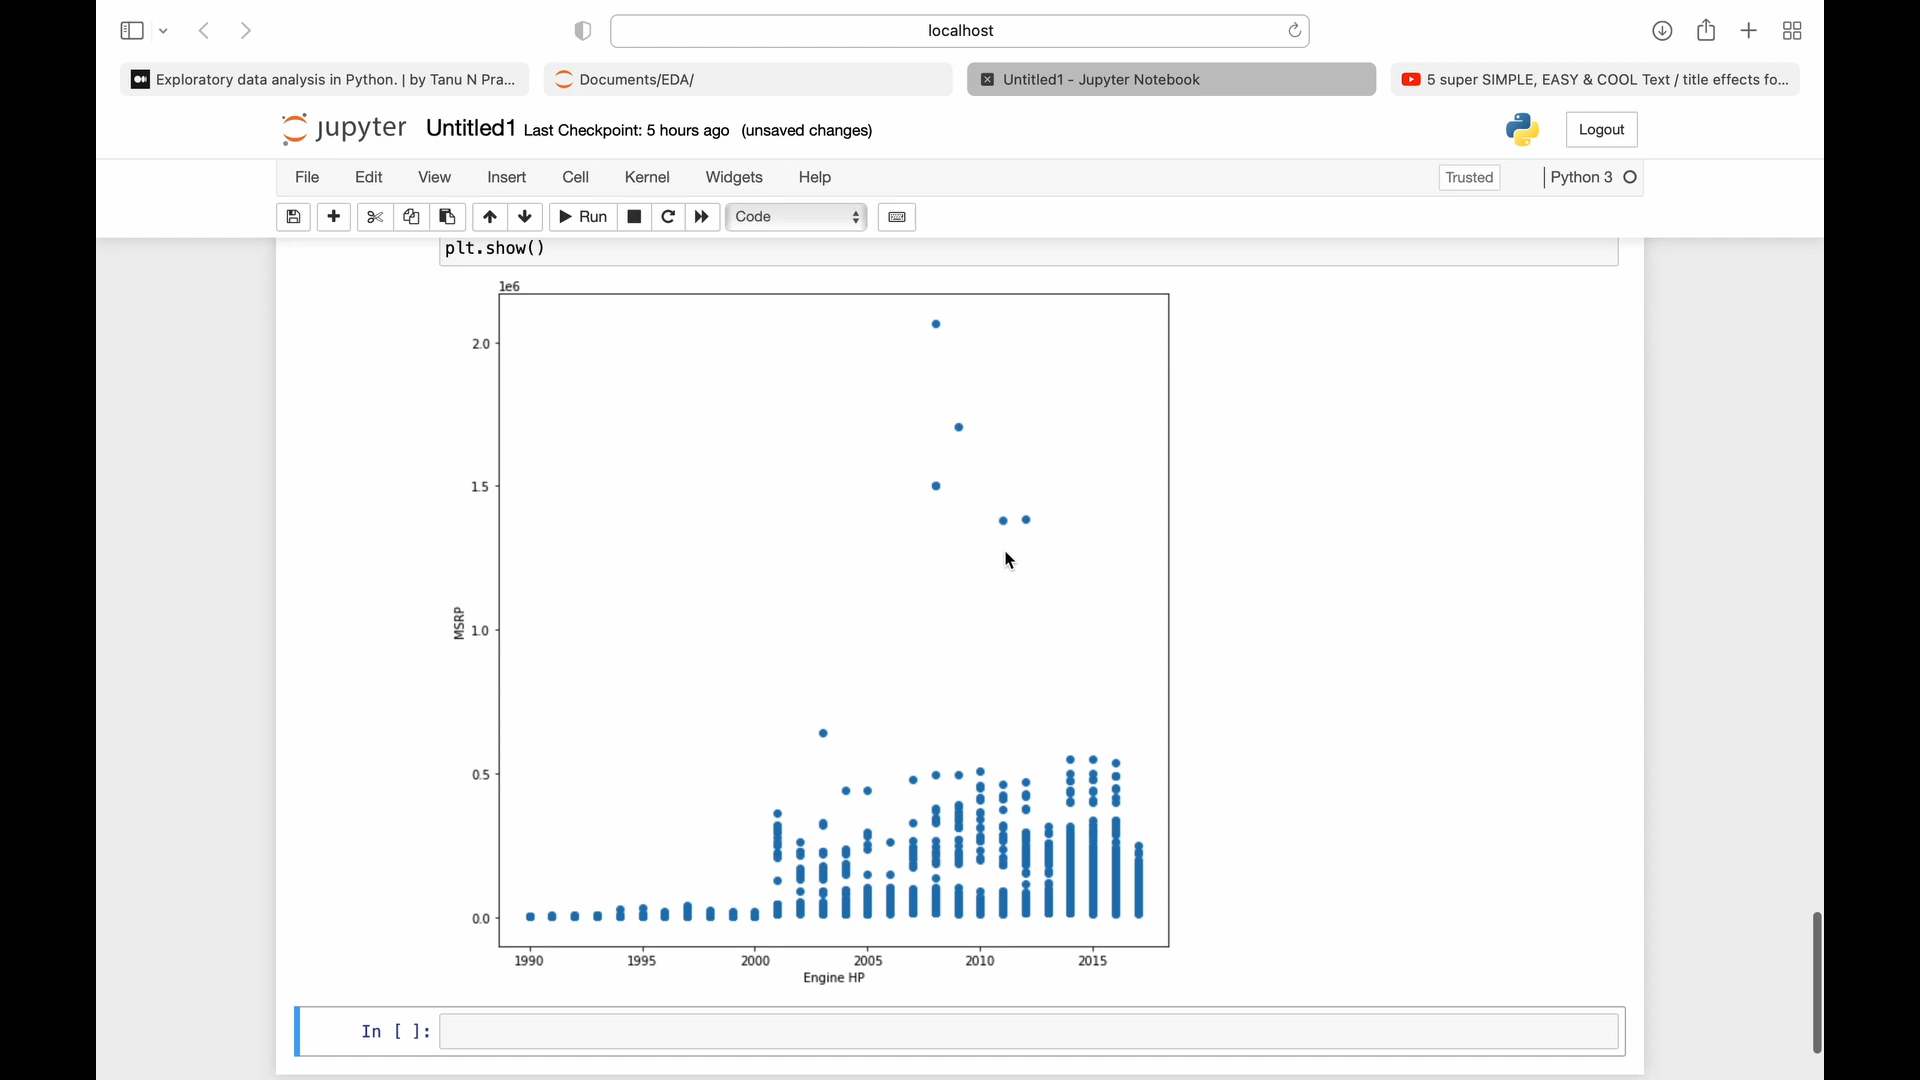 localhost
Exploratory data analysis in Python. | by Tanu N Pra...
Documents/EDA/
Untitled1 - Jupyter Notebook
5 super SIMPLE, EASY & COOL Text / title effects fo...
jupyter Untitled1 Last Checkpoint: 5 hours ago (unsaved changes)
Logout
File Edit View Insert Cell Kernel Widgets Help
Trusted
Python 3
Run
Code
plt.show()
1e6
2.0
1.5
1.0
0.5
0.0
MSRP
1990 1995 2000 2005 2010 2015
Engine HP
In [ ]: